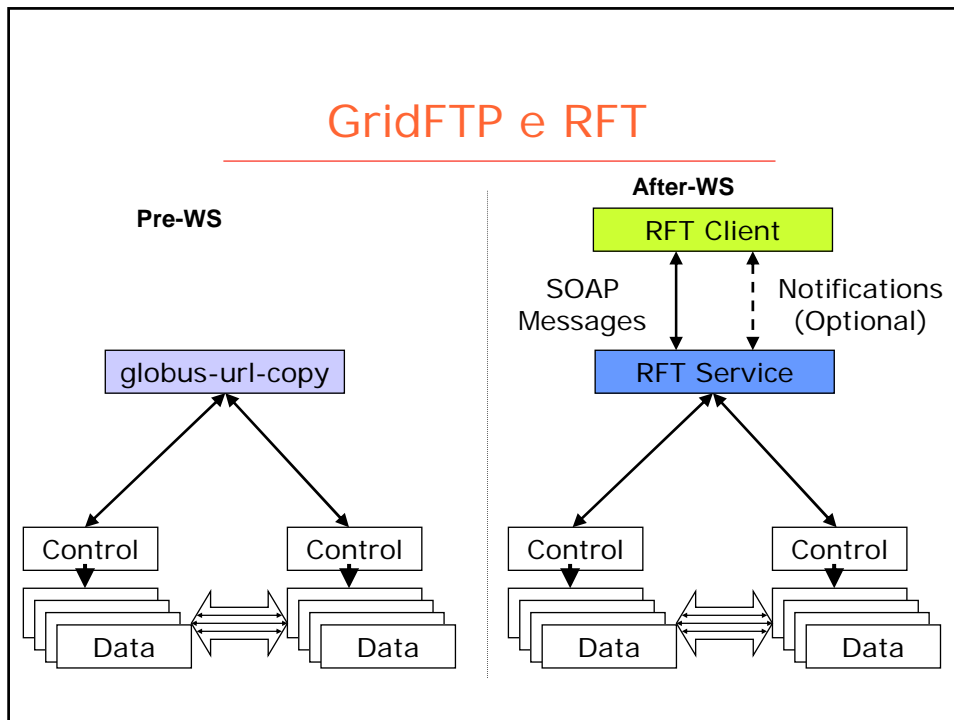 GridFTP e RFT
Pre-WS
globus-url-copy
Control
Control
Data
Data
After-WS
RFT Client
SOAP
Messages
Notifications
(Optional)
RFT Service
Control
Control
Data
Data